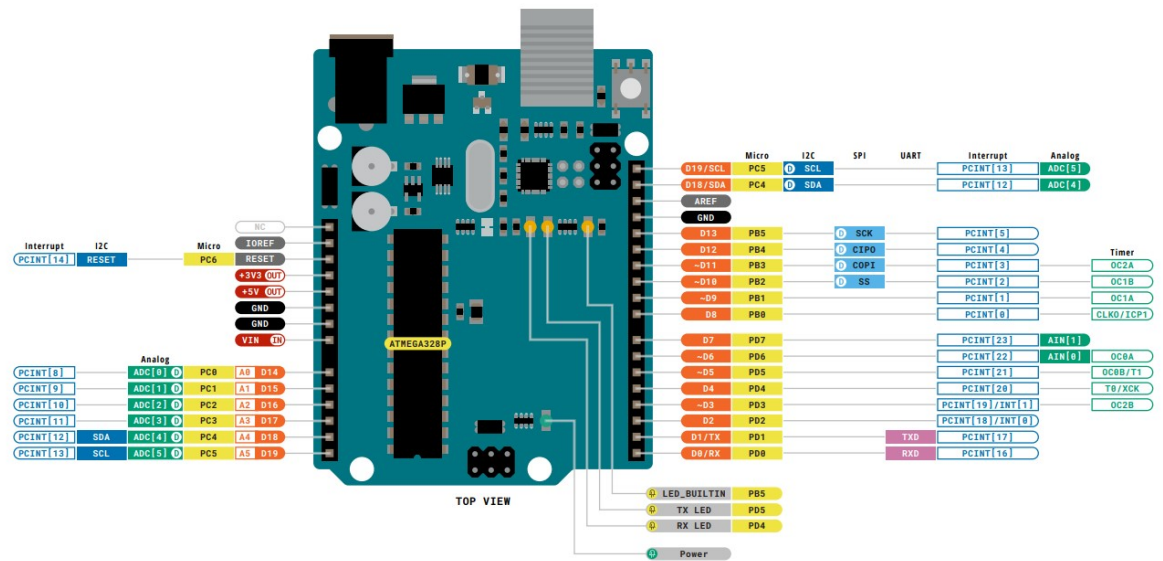 Micro I2C SPI UART Interrupt Analog
D19/SCL PC5 D SCL PCINT[13] ADC[5]
D18/SDA PC4 D SDA PCINT[12] ADC[4]
AREF
GND
D13 PB5 D SCK PCINT[5]
D12 PB4 D CIPO PCINT[4]
Timer
~D11 PB3 D COPI PCINT[3] OC2A
~D10 PB2 D SS PCINT[2] OC1B
~D9 PB1 PCINT[1] OC1A
D8 PB0 PCINT[0] CLKO/ICP1
D7 PD7 PCINT[23] AIN[1]
~D6 PD6 PCINT[22] AIN[0] OC0A
~D5 PD5 PCINT[21] OC0B/T1
D4 PD4 PCINT[20] T0/XCK
~D3 PD3 PCINT[19]/INT[1] OC2B
D2 PD2 PCINT[18]/INT[0]
D1/TX PD1 TXD PCINT[17]
D0/RX PD0 RXD PCINT[16]
NC
IOREF
Interrupt I2C Micro
PCINT[14] RESET PC6 RESET
+3V3 OUT
+5V OUT
GND
GND
VIN IN
ATMEGA328P
Analog
PCINT[8] ADC[0] D PC0 A0 D14
PCINT[9] ADC[1] D PC1 A1 D15
PCINT[10] ADC[2] D PC2 A2 D16
PCINT[11] ADC[3] D PC3 A3 D17
PCINT[12] SDA ADC[4] D PC4 A4 D18
PCINT[13] SCL ADC[5] D PC5 A5 D19
TOP VIEW
LED_BUILTIN PB5
TX LED PD5
RX LED PD4
Power